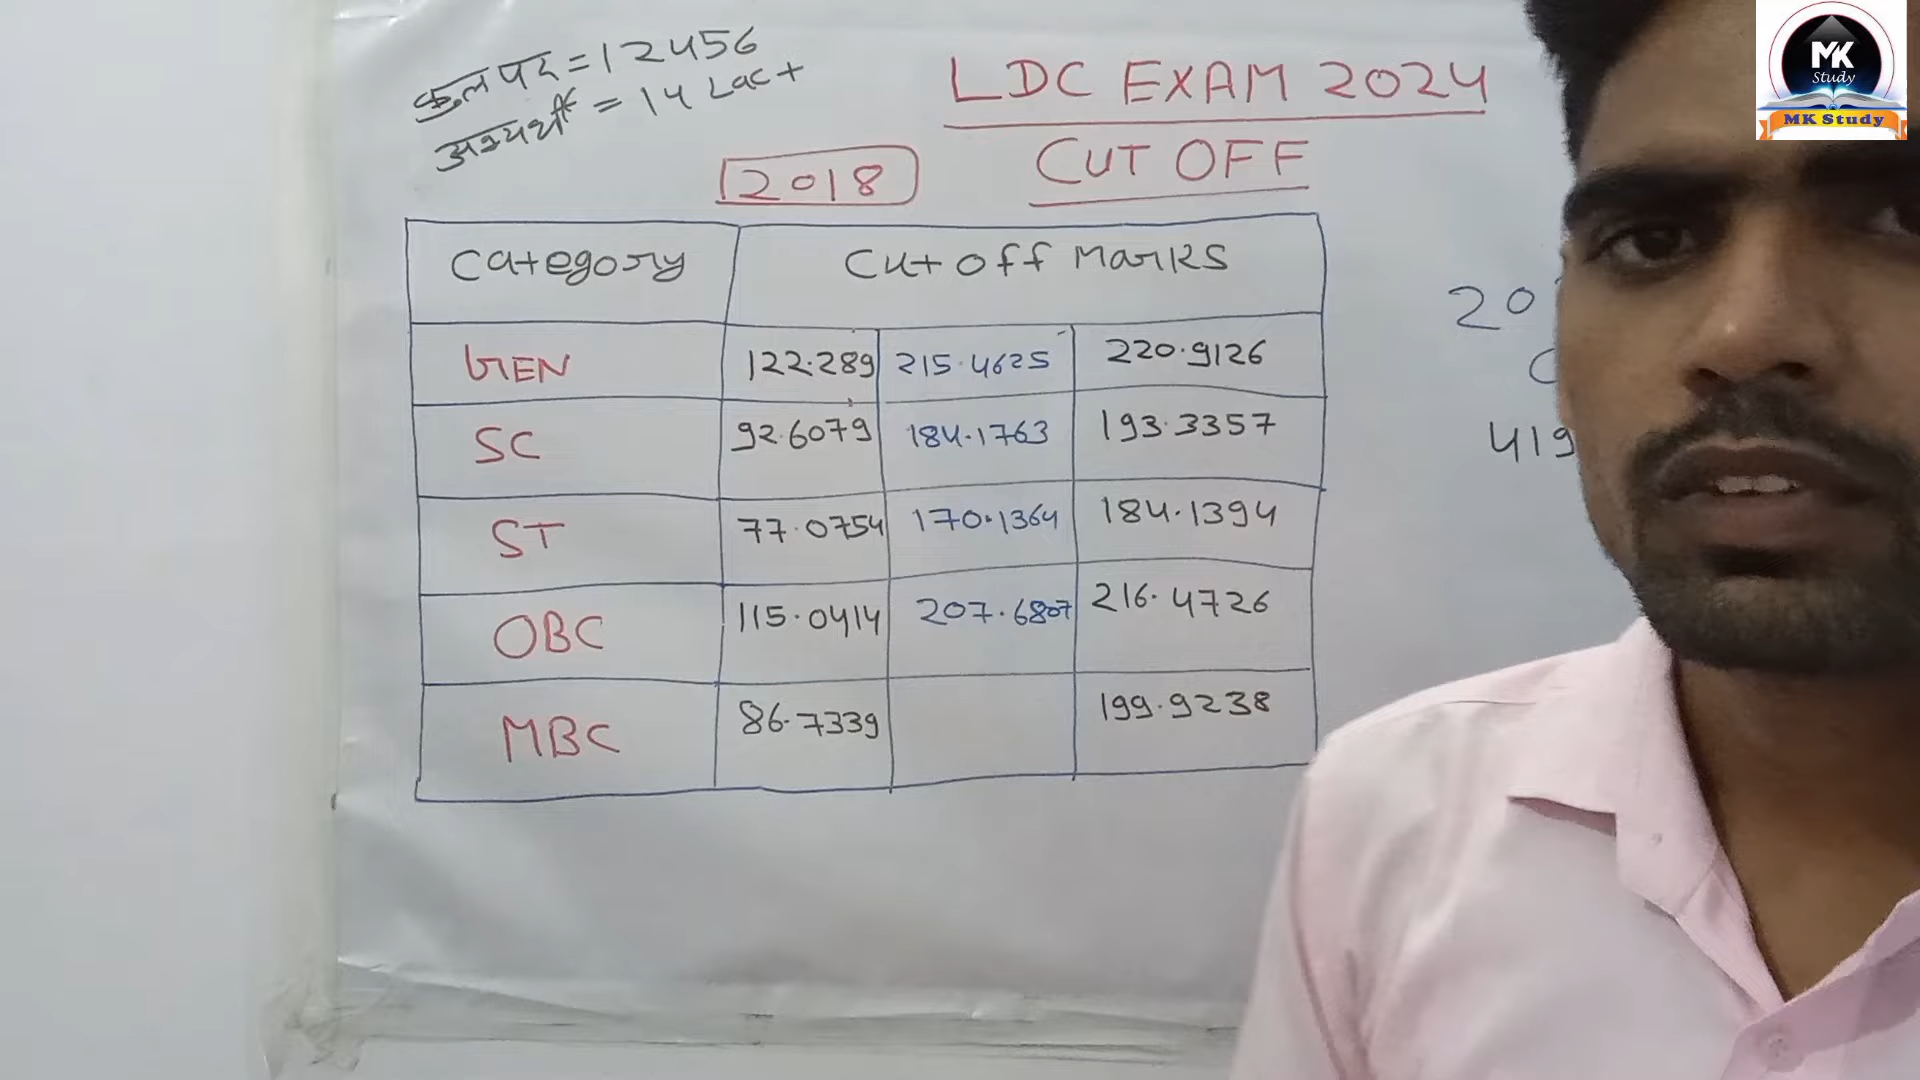 कुल पद = 12456
अभ्यर्थी = 14 Lac+
LDC EXAM 2024
CUT OFF
2018
Category Cut off Marks
GEN 122.289 215.4625 220.9126
SC 92.6079 184.1763 193.3357
ST 77.0754 170.1364 184.1394
OBC 115.0414 207.6807 216.4726
MBC 86.7339 199.9238
20
419
MK
Study
MK Study